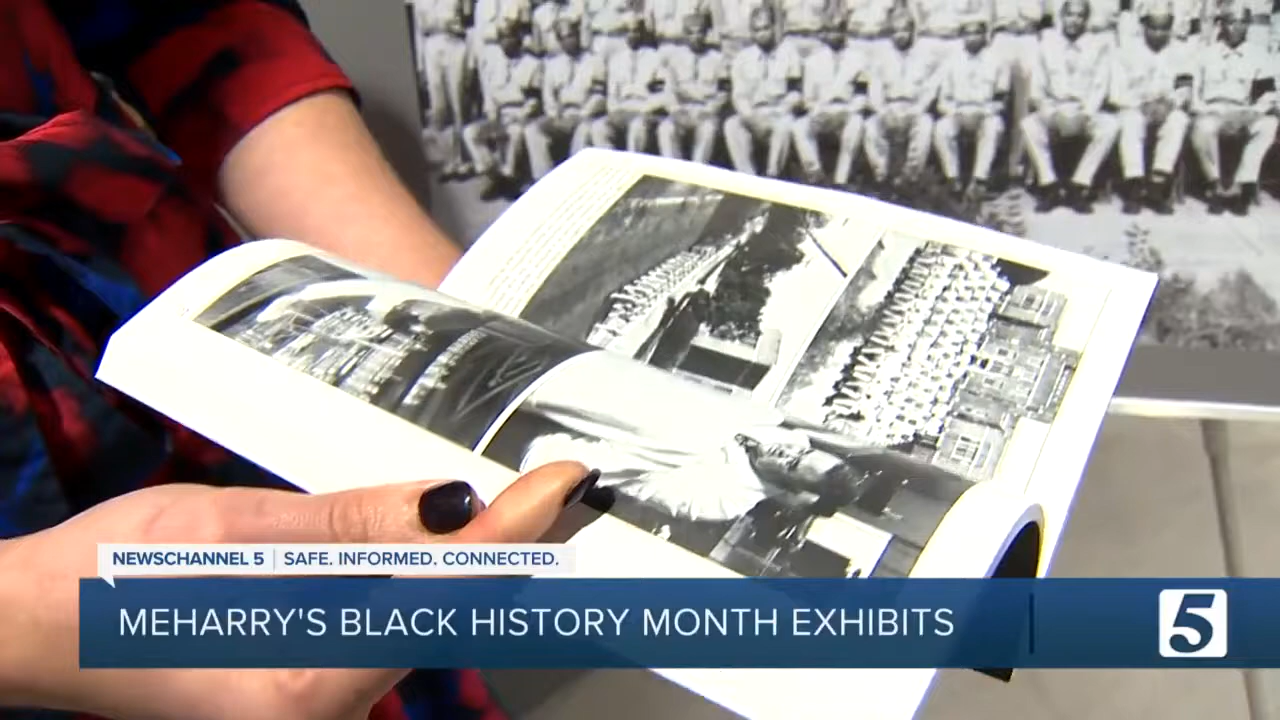 NEWSCHANNEL 5 | SAFE. INFORMED. CONNECTED.
MEHARRY'S BLACK HISTORY MONTH EXHIBITS
5